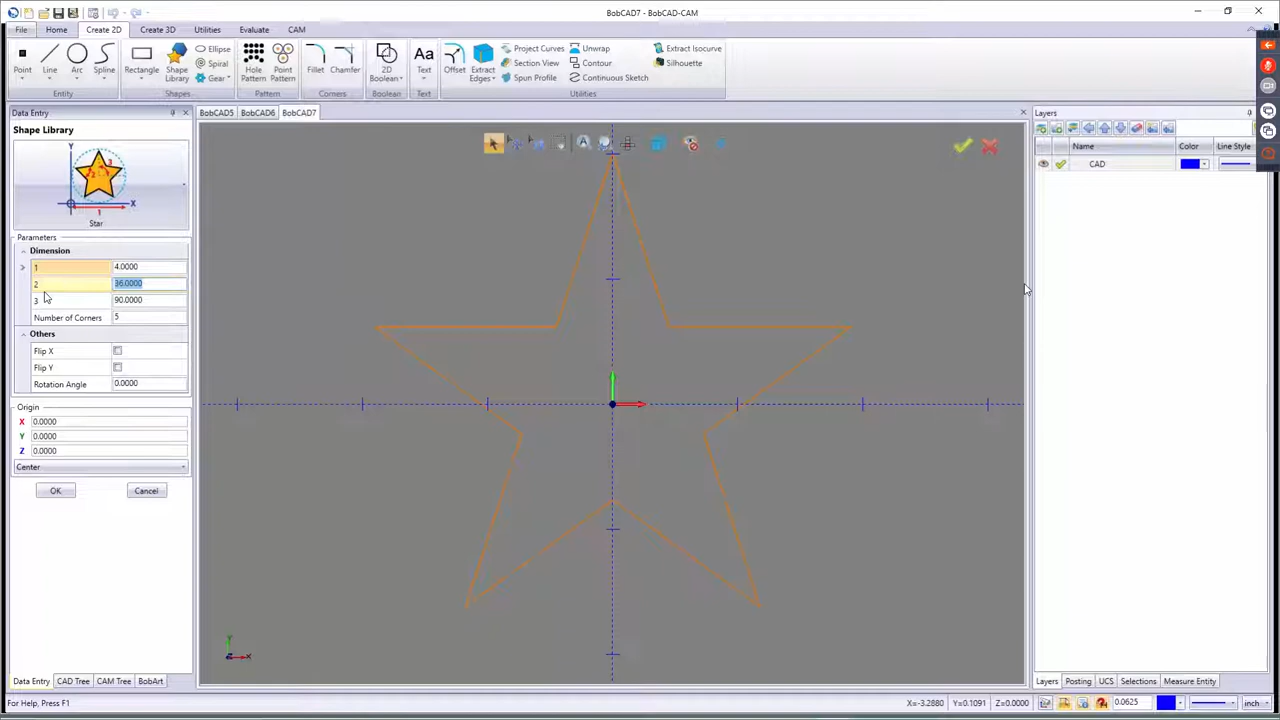 BobCAD7 - BobCAD-CAM
File Home Create 2D Create 3D Utilities Evaluate CAM
Point Line Arc Spline Rectangle Shape Library Ellipse Spiral Gear Hole Pattern Point Pattern Fillet Chamfer 2D Boolean Text Offset Extract Edges Project Curves Section View Spun Profile Unwrap Contour Continuous Sketch Extract Isocurve Silhouette
Entity Shapes Pattern Corners Boolean Text Utilities
Data Entry
BobCAD5 BobCAD6 BobCAD7
Layers
Shape Library
Name Color Line Style
CAD
Y
3
2
X
1
Star
Parameters
Dimension
1 4.0000
2 36.0000
3 90.0000
Number of Corners 5
Others
Flip X
Flip Y
Rotation Angle 0.0000
Origin
X 0.0000
Y 0.0000
Z 0.0000
Center
OK Cancel
Y
X
Data Entry CAD Tree CAM Tree BobArt
Layers Posting UCS Selections Measure Entity
For Help, Press F1
X=-3.2880 Y=0.1091 Z=0.0000 0.0625 inch